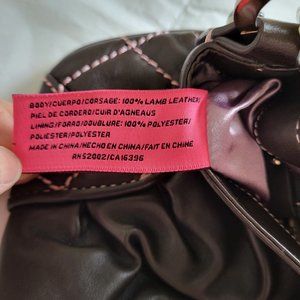 BODY/CUERPO/CORSAGE: 100% LAMB LEATHER/
PIEL DE CORDERO/CUIR D'AGNEAUS
LINING/FORRO/DOUBLURE: 100% POLYESTER/
POLIESTER/POLYESTER
MADE IN CHINA/HECHO EN CHINA/FAIT EN CHINE
RN52002/CA16396